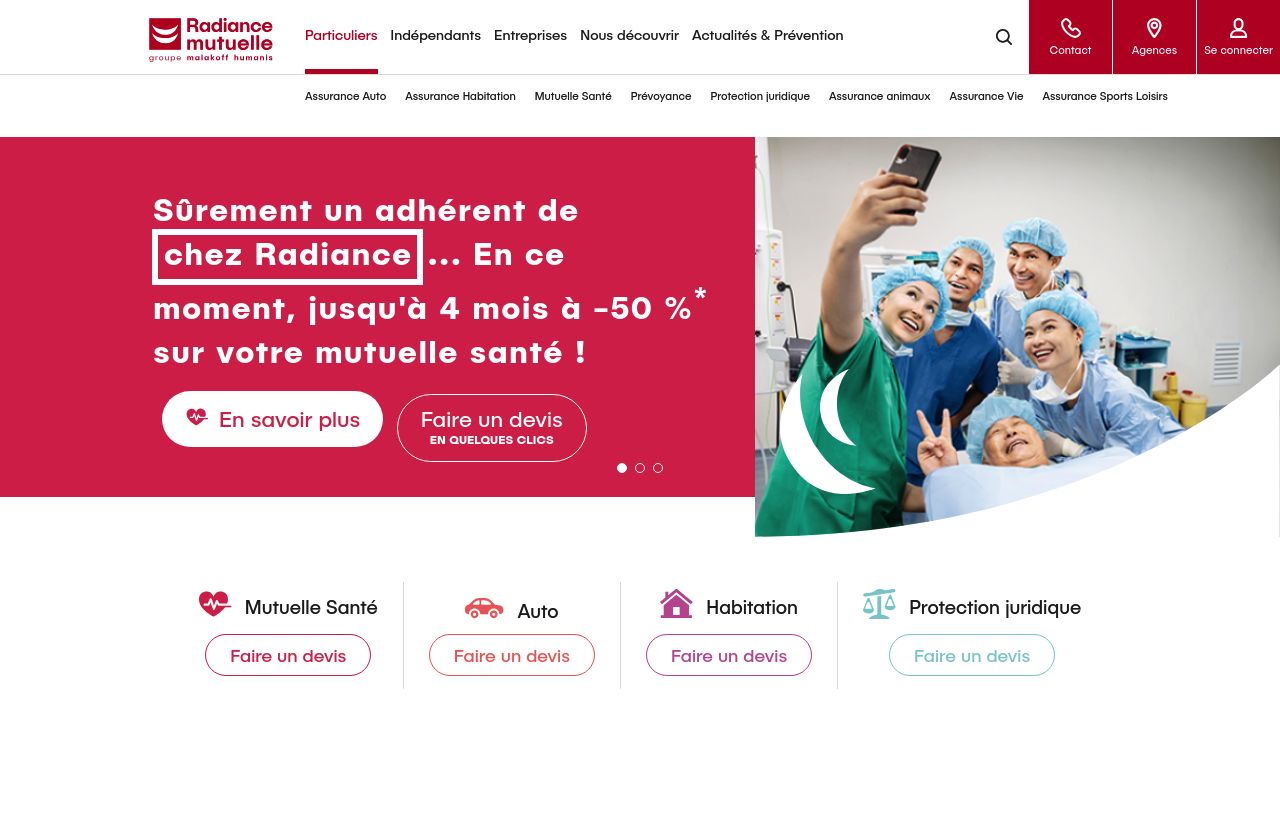 Radiance
mutuelle
groupe malakoff humanis
Particuliers
Indépendants
Entreprises
Nous découvrir
Actualités & Prévention
Contact
Agences
Se connecter
Assurance Auto
Assurance Habitation
Mutuelle Santé
Prévoyance
Protection juridique
Assurance animaux
Assurance Vie
Assurance Sports Loisirs
Sûrement un adhérent de
chez Radiance ... En ce
moment, jusqu'à 4 mois à -50 %*
sur votre mutuelle santé !
En savoir plus
Faire un devis
EN QUELQUES CLICS
Mutuelle Santé
Faire un devis
Auto
Faire un devis
Habitation
Faire un devis
Protection juridique
Faire un devis